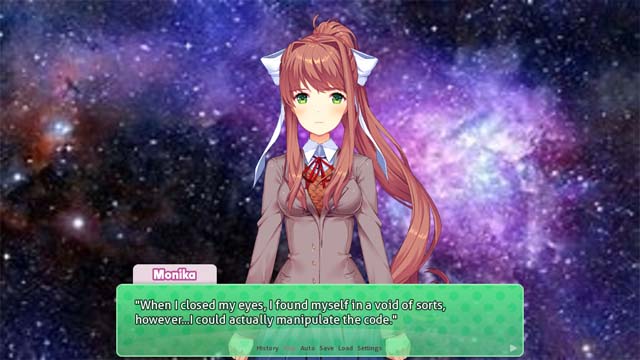 Monika
"When I closed my eyes, I found myself in a void of sorts,
however...I could actually manipulate the code."
History Skip Auto Save Load Settings